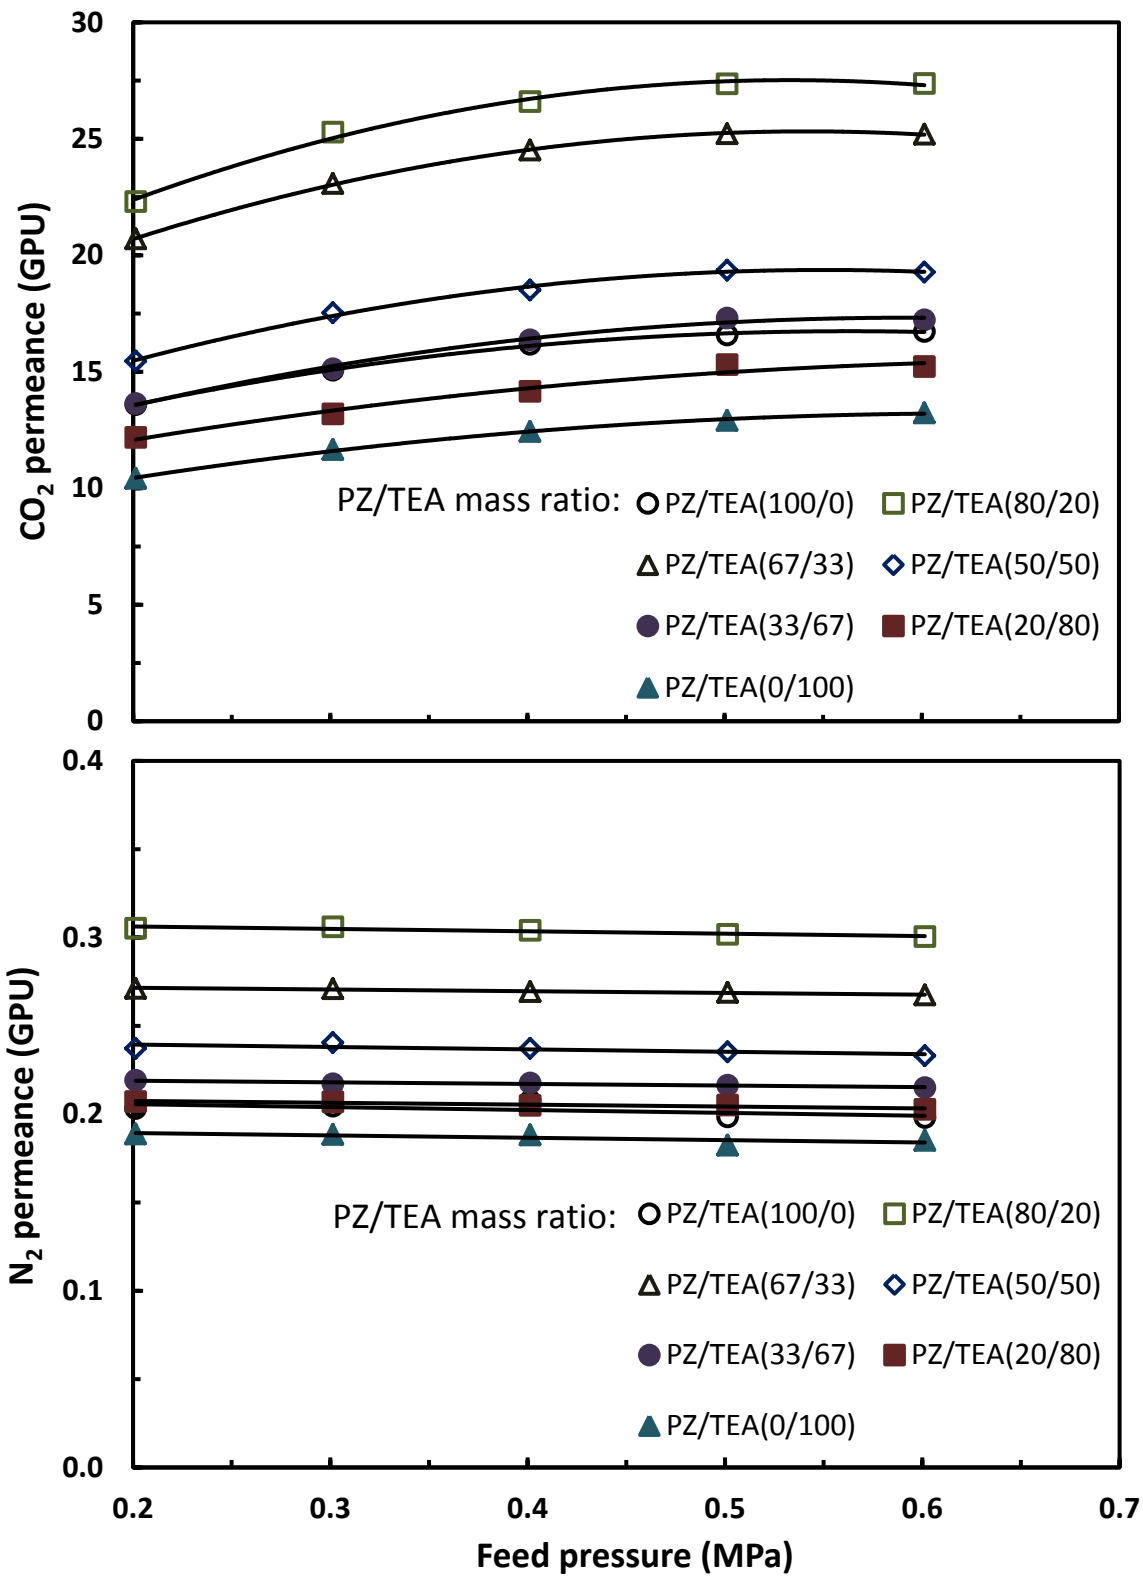 30
25
20
15
10
5
0
CO₂ permeance (GPU)
PZ/TEA mass ratio: PZ/TEA(100/0) PZ/TEA(80/20)
PZ/TEA(67/33) PZ/TEA(50/50)
PZ/TEA(33/67) PZ/TEA(20/80)
PZ/TEA(0/100)
0.4
0.3
0.2
0.1
0.0
N₂ permeance (GPU)
PZ/TEA mass ratio: PZ/TEA(100/0) PZ/TEA(80/20)
PZ/TEA(67/33) PZ/TEA(50/50)
PZ/TEA(33/67) PZ/TEA(20/80)
PZ/TEA(0/100)
0.2 0.3 0.4 0.5 0.6 0.7
Feed pressure (MPa)